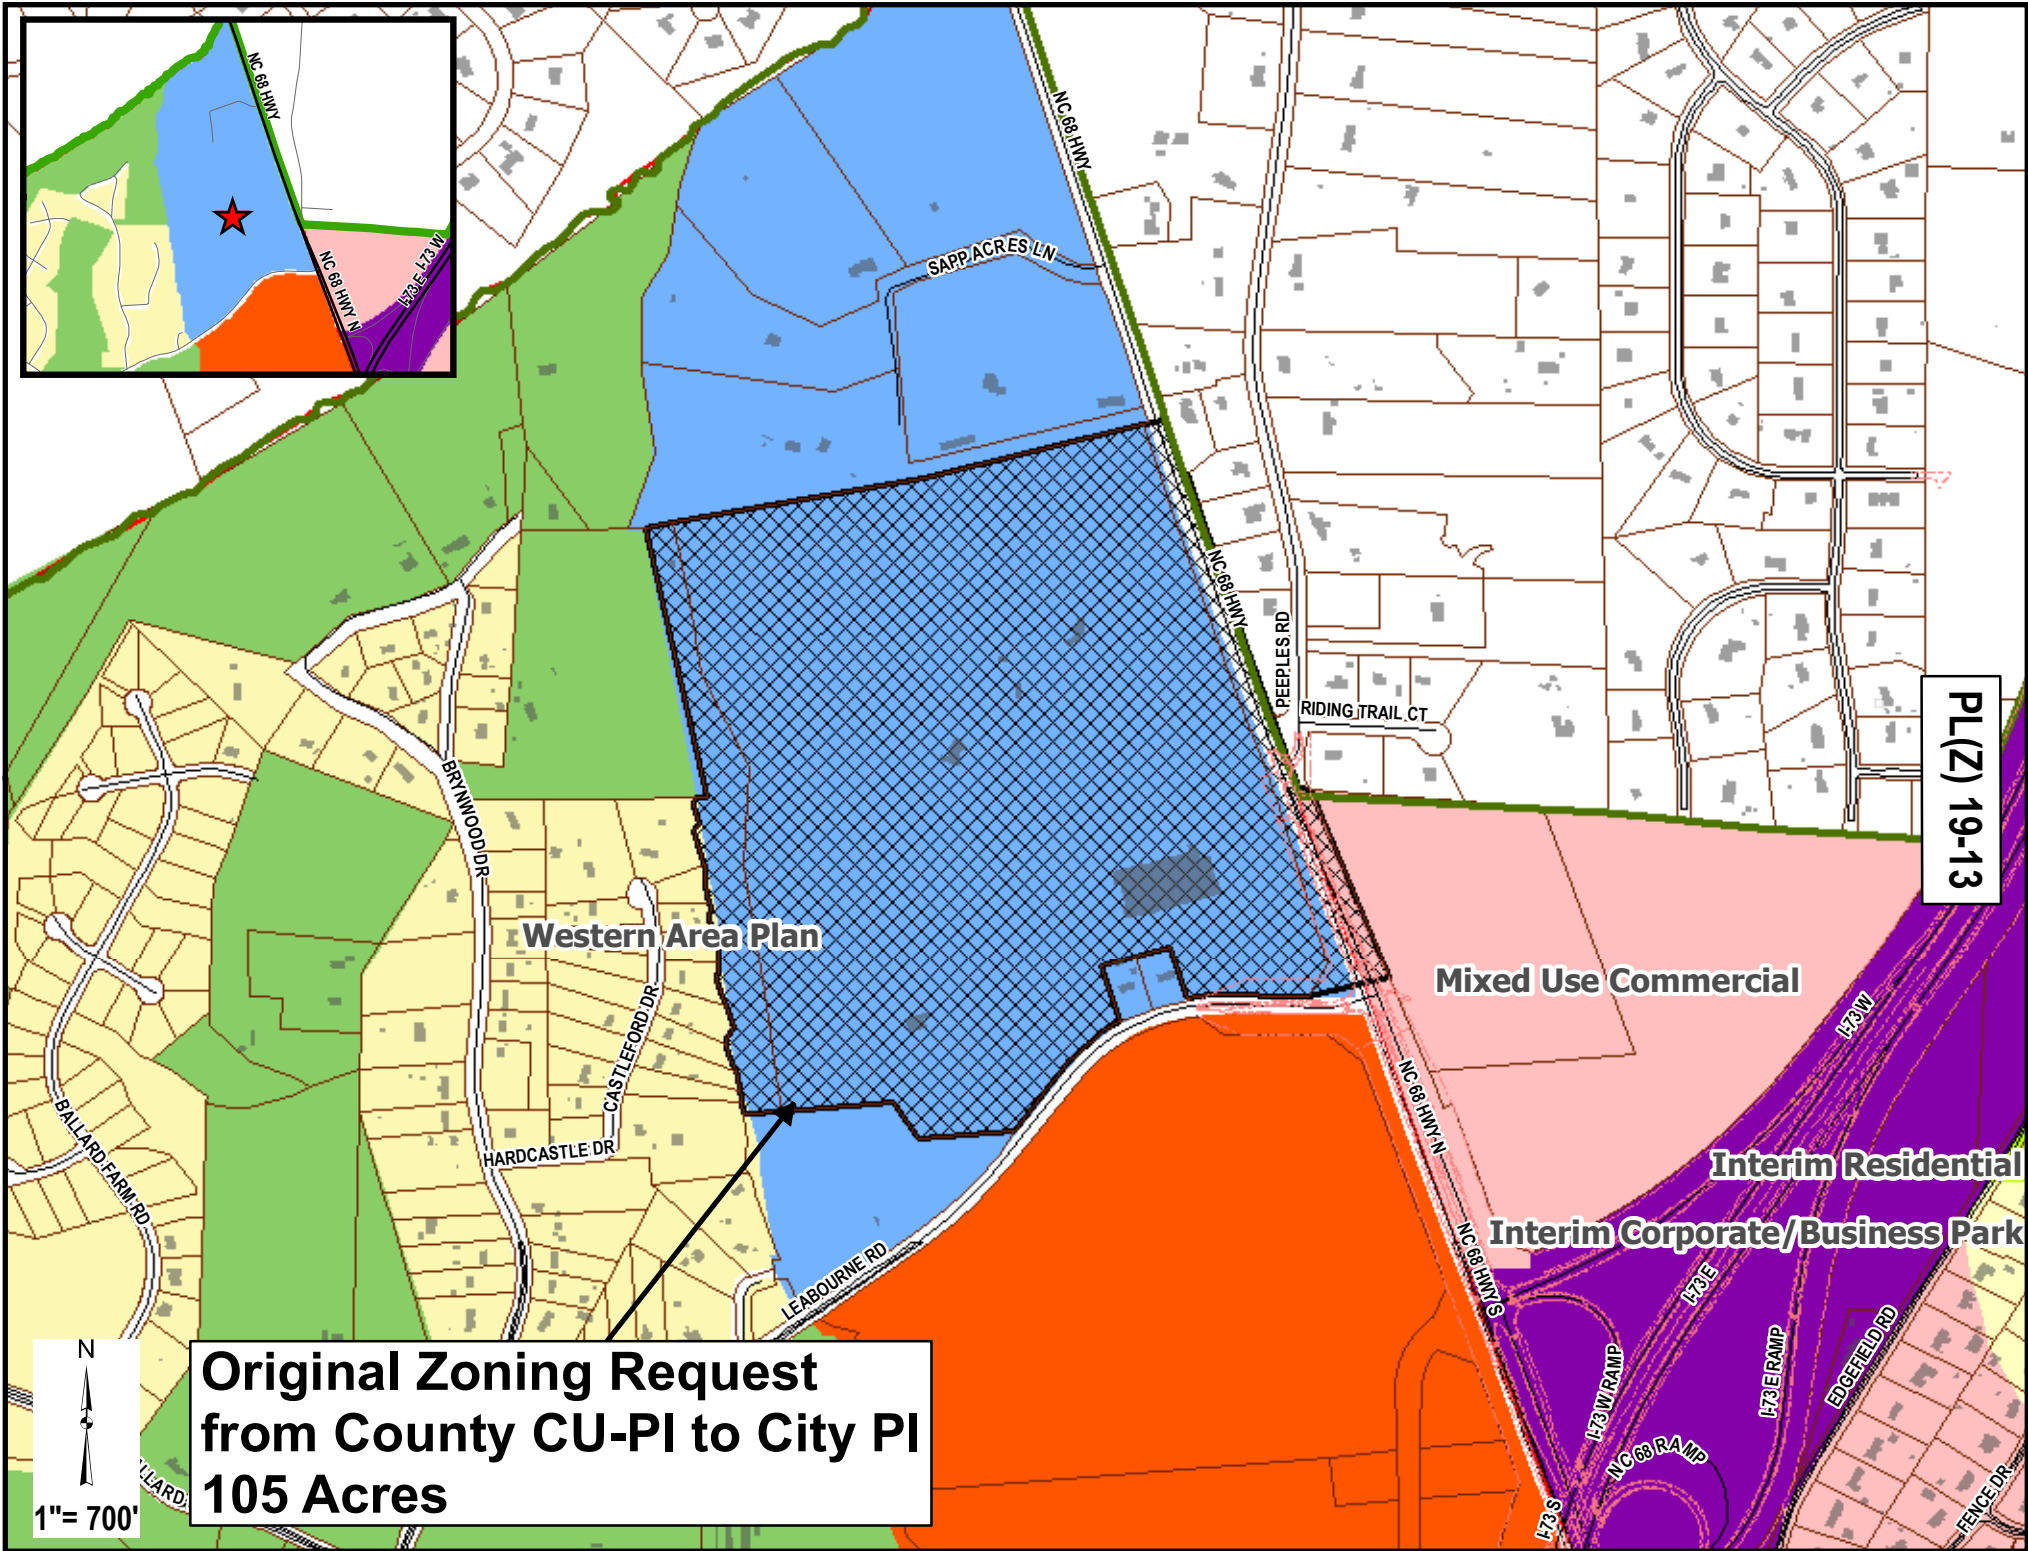 NC 68 HWY
NC 68 HWY N
I-73 E
I-73 W
NC 68 HWY
SAPP ACRES LN
NC 68 HWY
PEEPLES RD
RIDING TRAIL CT
PL(Z) 19-13
BRYNWOOD DR
Western Area Plan
CASTLEFORD DR
HARDCASTLE DR
BALLARD FARM RD
LEABOURNE RD
Mixed Use Commercial
I-73 W
NC 68 HWY N
Interim Residential
Interim Corporate/Business Park
NC 68 HWY S
I-73 E
I-73 W RAMP
I-73 E RAMP
EDGEFIELD RD
NC 68 RAMP
I-73 S
FENCE DR
N
1"= 700'
Original Zoning Request
from County CU-PI to City PI
105 Acres